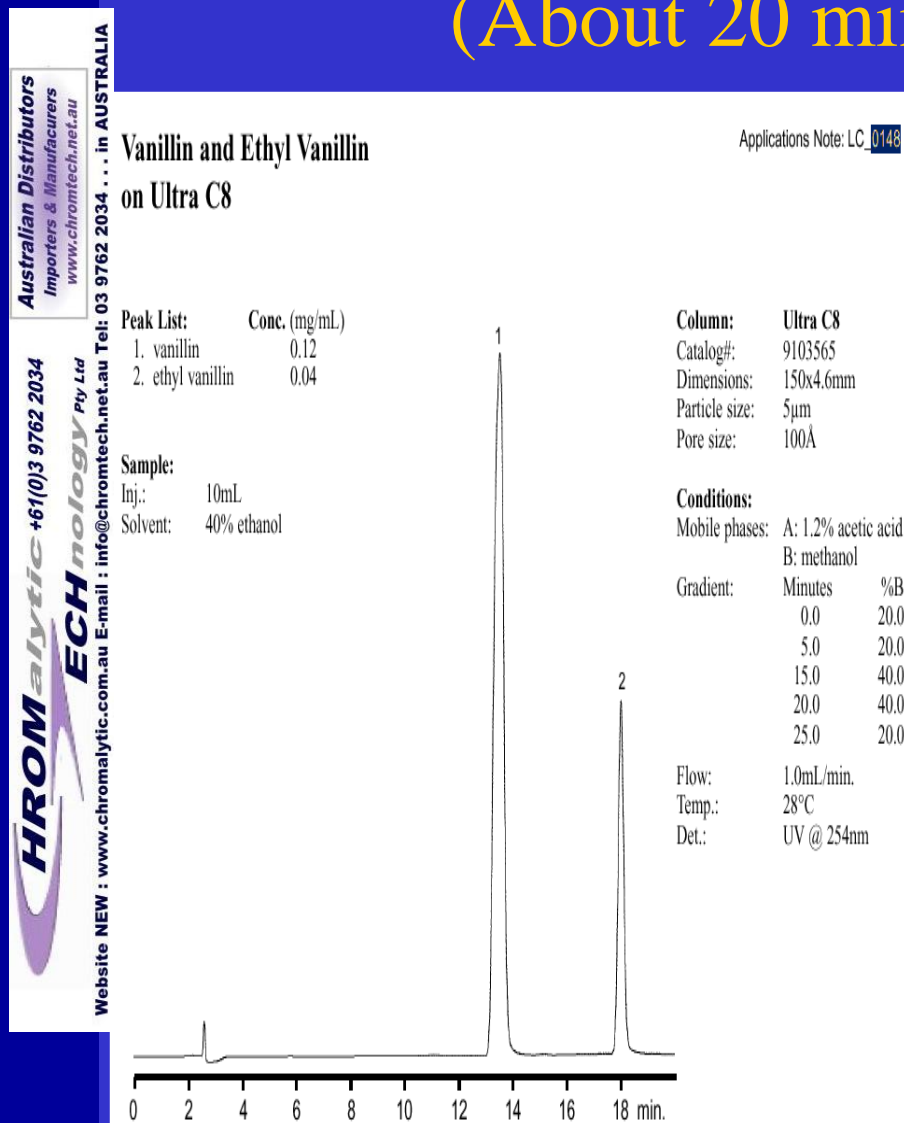 (About 20 min
Australian Distributors
Importers & Manufacurers
www.chromtech.net.au
CHROMalytic +61(0)3 9762 2034
TECHnology Pty Ltd
Website NEW : www.chromalytic.com.au E-mail : info@chromtech.net.au Tel: 03 9762 2034 . . . in AUSTRALIA
Vanillin and Ethyl Vanillin
on Ultra C8
Applications Note: LC_0148
Peak List: Conc. (mg/mL)
1. vanillin 0.12
2. ethyl vanillin 0.04
Sample:
Inj.: 10mL
Solvent: 40% ethanol
1
2
Column: Ultra C8
Catalog#: 9103565
Dimensions: 150x4.6mm
Particle size: 5µm
Pore size: 100Å
Conditions:
Mobile phases: A: 1.2% acetic acid
B: methanol
Gradient: Minutes %B
0.0 20.0
5.0 20.0
15.0 40.0
20.0 40.0
25.0 20.0
Flow: 1.0mL/min.
Temp.: 28°C
Det.: UV @ 254nm
0 2 4 6 8 10 12 14 16 18 min.